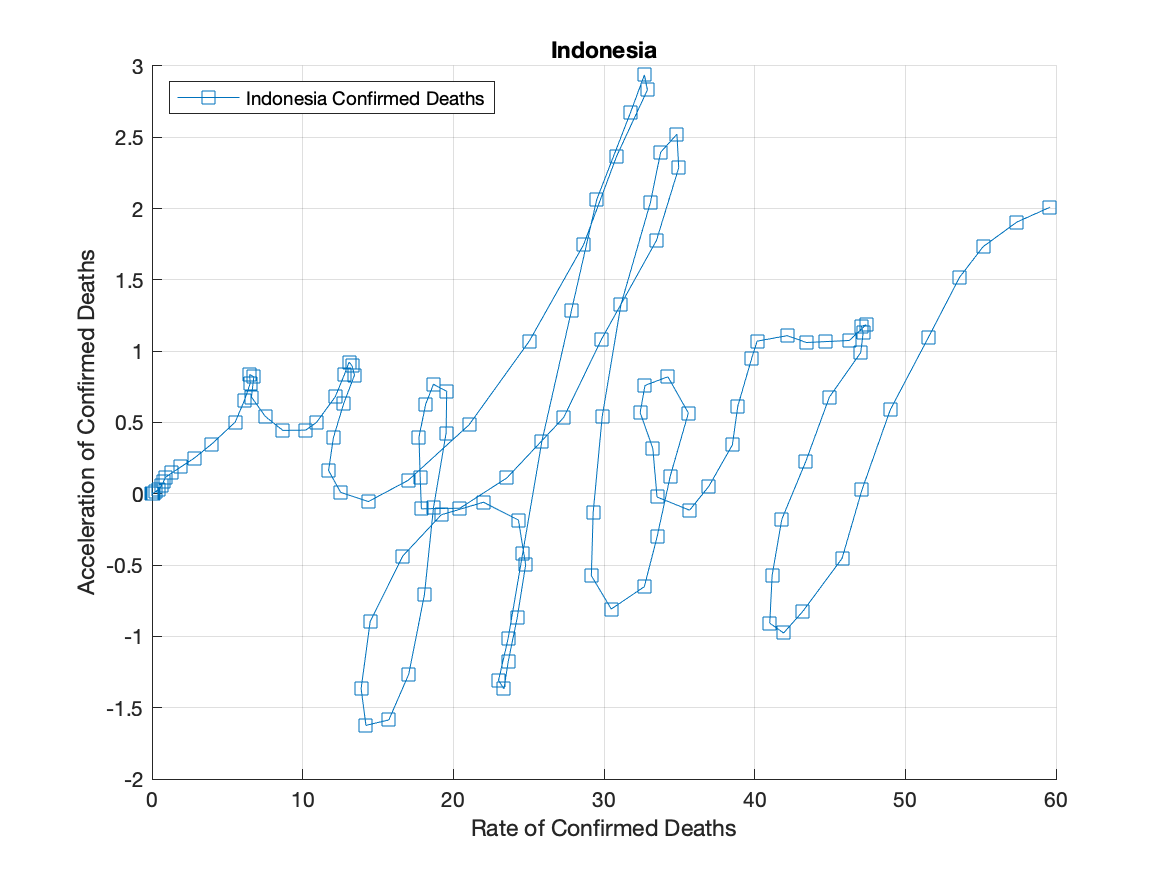 Indonesia
Indonesia Confirmed Deaths
3
2.5
2
1.5
1
0.5
0
-0.5
-1
-1.5
-2
Acceleration of Confirmed Deaths
0 10 20 30 40 50 60
Rate of Confirmed Deaths